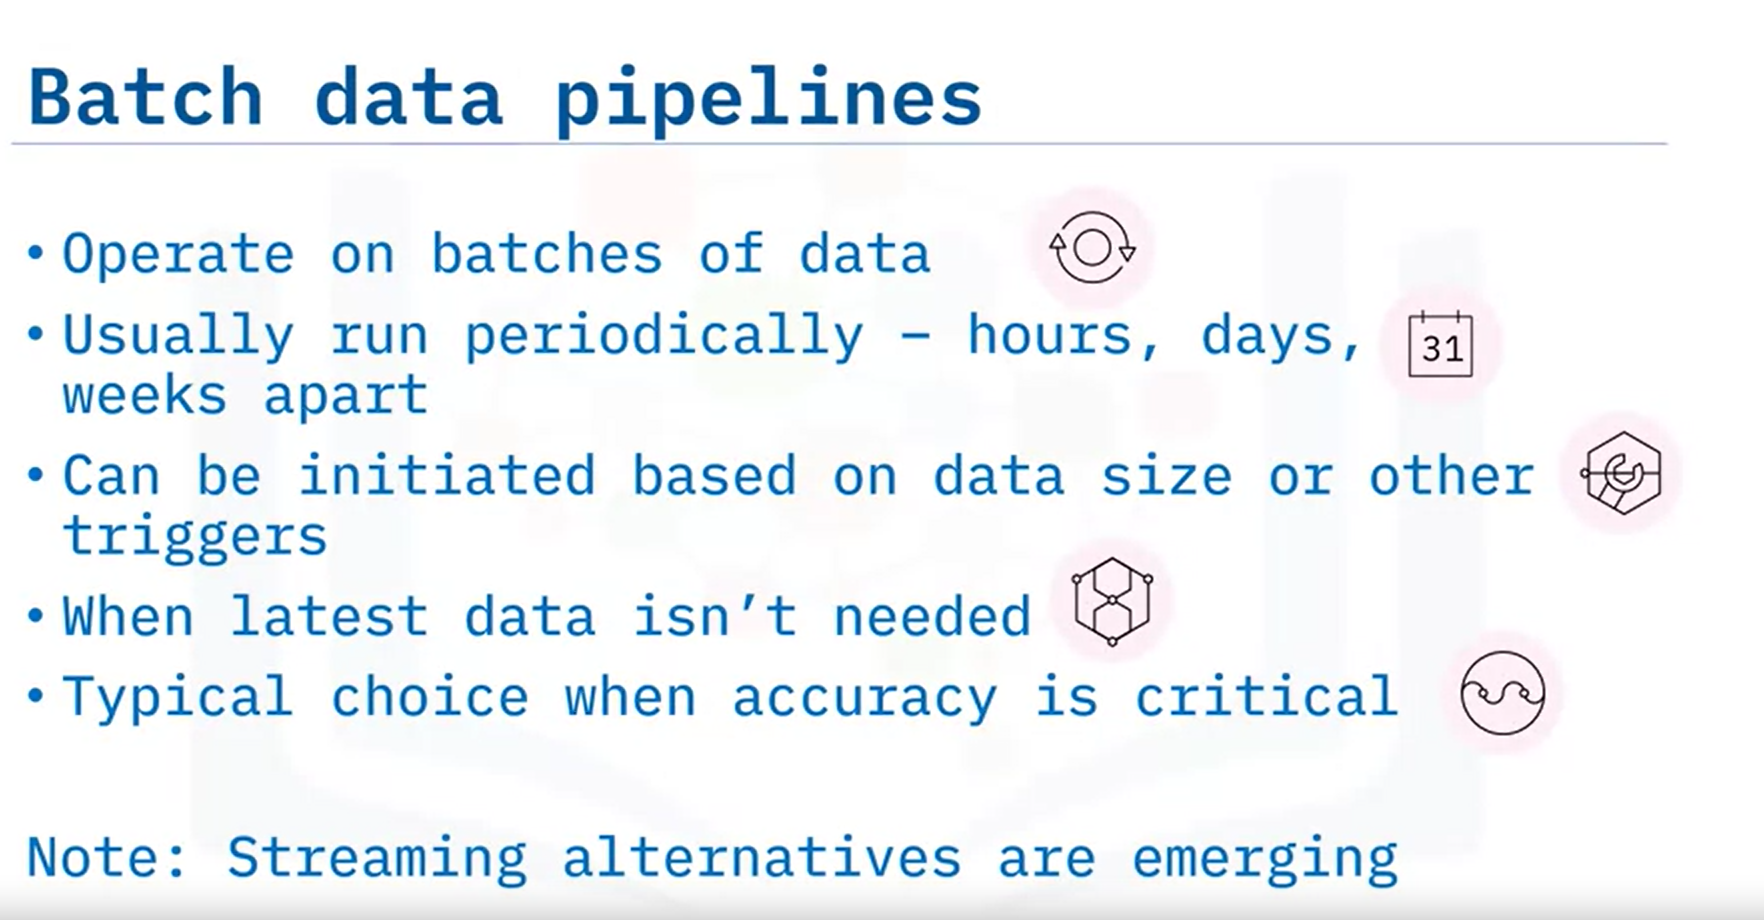 Batch data pipelines
• Operate on batches of data
• Usually run periodically – hours, days,
31
weeks apart
• Can be initiated based on data size or other
triggers
• When latest data isn’t needed
• Typical choice when accuracy is critical
Note: Streaming alternatives are emerging